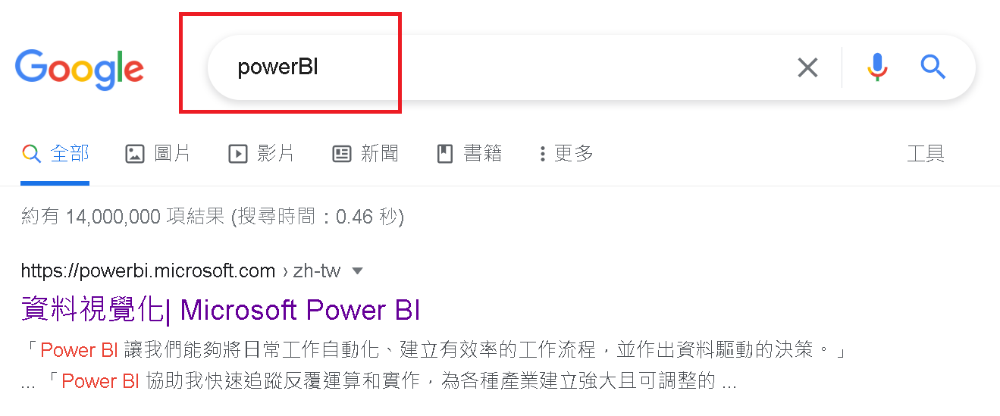 Google powerBI
全部 圖片 影片 新聞 書籍 更多 工具
約有 14,000,000 項結果 (搜尋時間：0.46 秒)
https://powerbi.microsoft.com › zh-tw
資料視覺化| Microsoft Power BI
「Power BI 讓我們能夠將日常工作自動化、建立有效率的工作流程，並作出資料驅動的決策。」
... 「Power BI 協助我快速追蹤反覆運算和實作，為各種產業建立強大且可調整的 ...